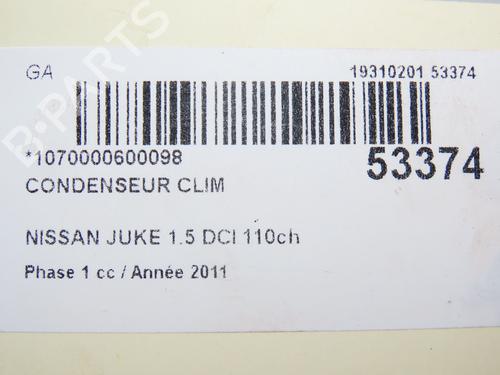 GA 19310201 53374
*1070000600098 53374
CONDENSEUR CLIM
NISSAN JUKE 1.5 DCI 110ch
Phase 1 cc / Année 2011
B-PARTS